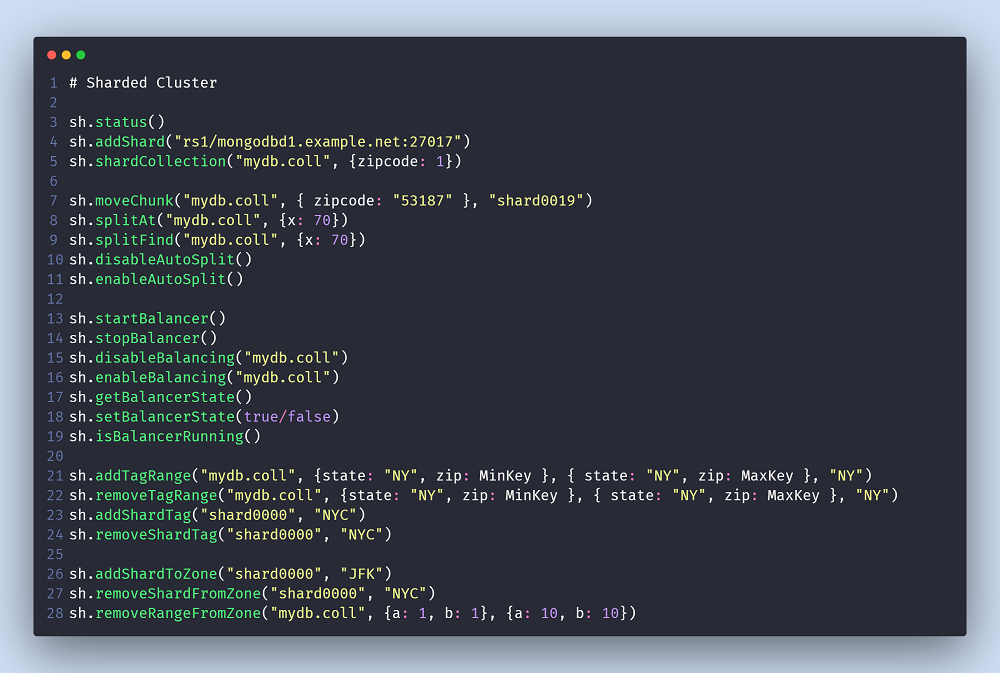 1 # Sharded Cluster
2
3 sh.status()
4 sh.addShard("rs1/mongodbd1.example.net:27017")
5 sh.shardCollection("mydb.coll", {zipcode: 1})
6
7 sh.moveChunk("mydb.coll", { zipcode: "53187" }, "shard0019")
8 sh.splitAt("mydb.coll", {x: 70})
9 sh.splitFind("mydb.coll", {x: 70})
10 sh.disableAutoSplit()
11 sh.enableAutoSplit()
12
13 sh.startBalancer()
14 sh.stopBalancer()
15 sh.disableBalancing("mydb.coll")
16 sh.enableBalancing("mydb.coll")
17 sh.getBalancerState()
18 sh.setBalancerState(true/false)
19 sh.isBalancerRunning()
20
21 sh.addTagRange("mydb.coll", {state: "NY", zip: MinKey }, { state: "NY", zip: MaxKey }, "NY")
22 sh.removeTagRange("mydb.coll", {state: "NY", zip: MinKey }, { state: "NY", zip: MaxKey }, "NY")
23 sh.addShardTag("shard0000", "NYC")
24 sh.removeShardTag("shard0000", "NYC")
25
26 sh.addShardToZone("shard0000", "JFK")
27 sh.removeShardFromZone("shard0000", "NYC")
28 sh.removeRangeFromZone("mydb.coll", {a: 1, b: 1}, {a: 10, b: 10})